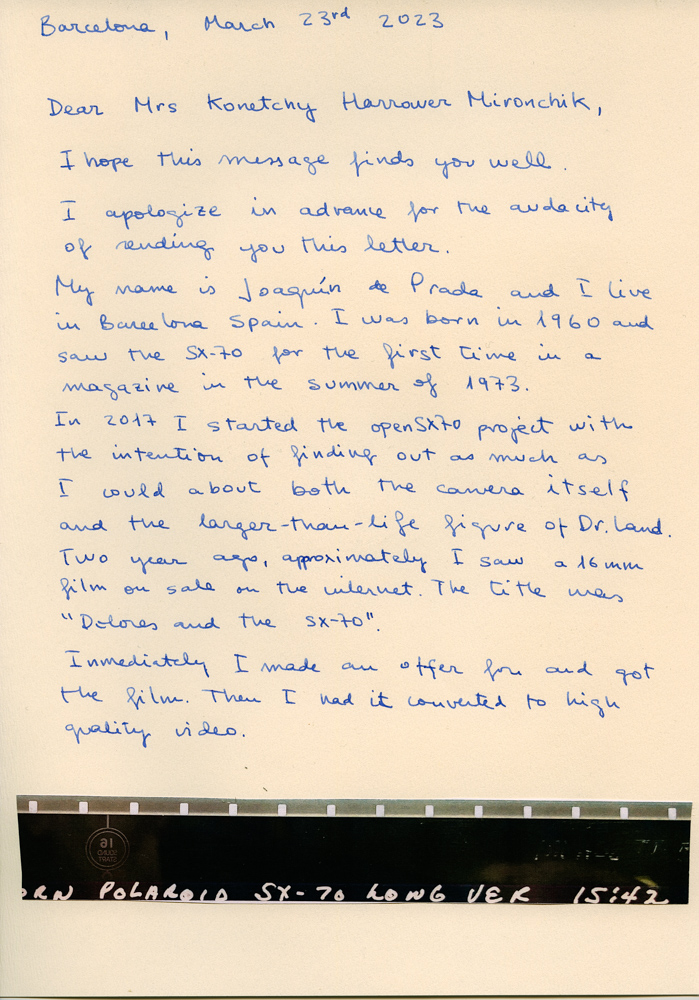 Barcelona, March 23rd 2023
Dear Mrs Konetchy Harrower Mironchik,
I hope this message finds you well.
I apologize in advance for the audacity
of sending you this letter.
My name is Joaquín de Prada and I live
in Barcelona Spain. I was born in 1960 and
saw the SX-70 for the first time in a
magazine in the summer of 1973.
In 2017 I started the openSX70 project with
the intention of finding out as much as
I could about both the camera itself
and the larger-than-life figure of Dr. Land.
Two year ago, aproximately I saw a 16mm
film on sale on the internet. The title was
"Dolores and the SX-70".
Inmediately I made an offer for and got
the film. Then I had it converted to high
quality video.
16
SOUND
START
RN POLAROID SX-70 LONG VER 15:42